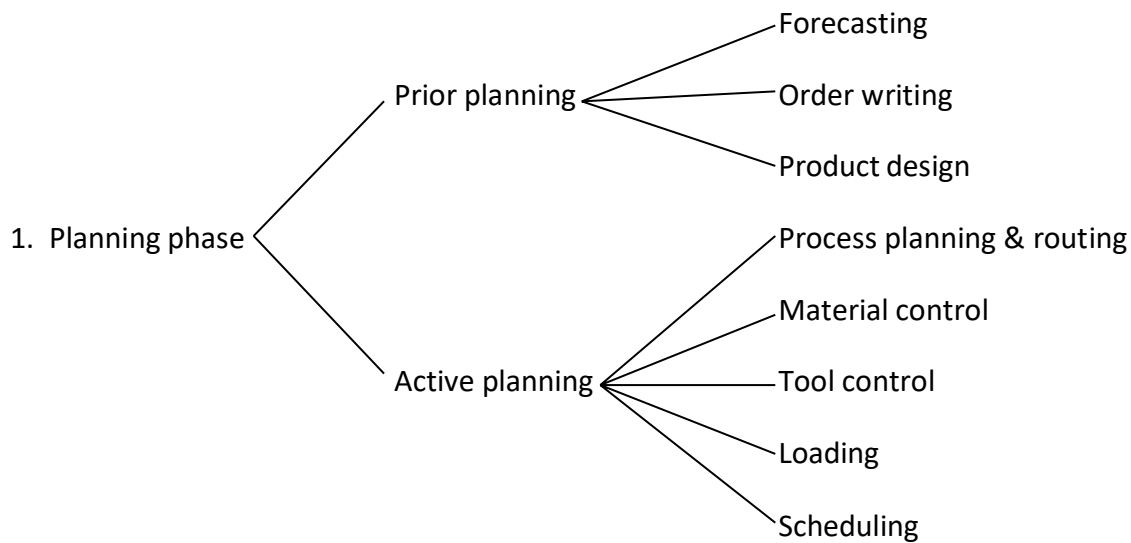 Forecasting
Prior planning
Order writing
Product design
1. Planning phase
Process planning & routing
Material control
Active planning
Tool control
Loading
Scheduling